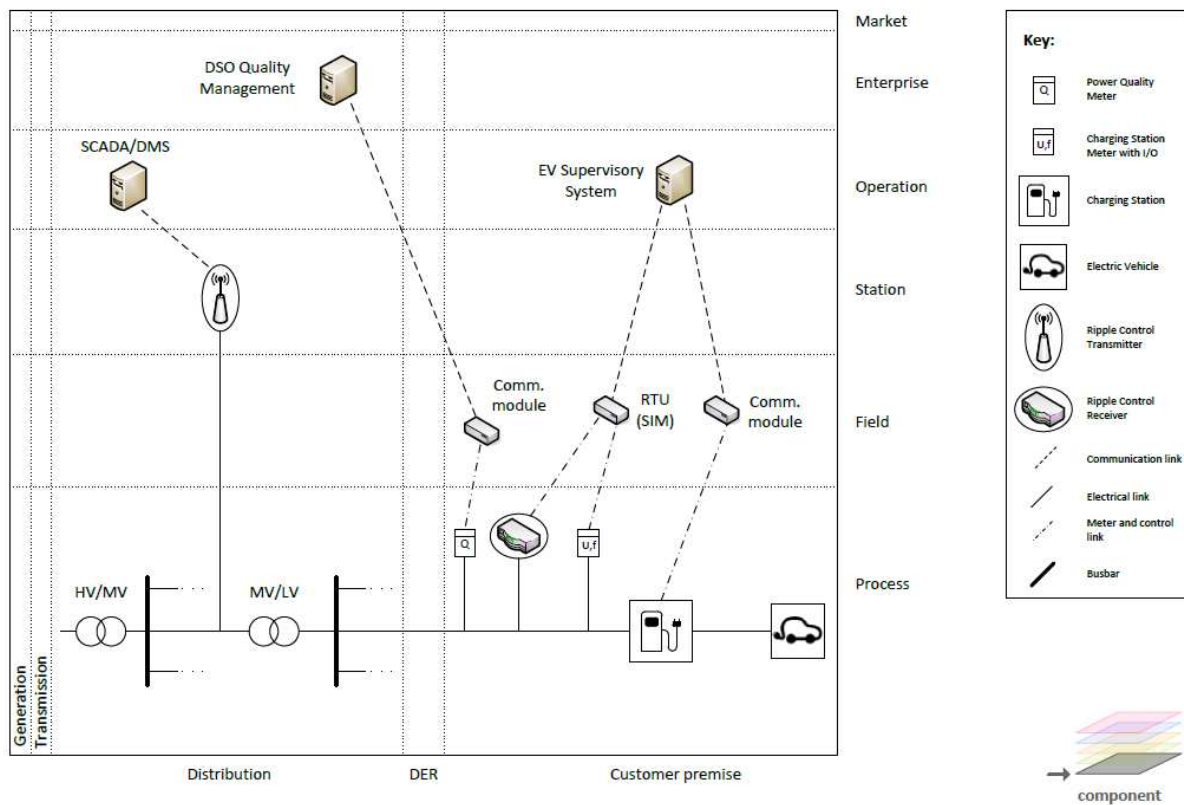 Market
Key:
DSO Quality
Management
Enterprise
Q
Power Quality
Meter
SCADA/DMS
EV Supervisory
System
Operation
U,f
Charging Station
Meter with I/O
Charging Station
Electric Vehicle
Station
Ripple Control
Transmitter
Comm.
module
RTU
(SIM)
Comm.
module
Field
Ripple Control
Receiver
Communication link
Electrical link
Meter and control
link
Busbar
Q
U,f
Process
HV/MV
MV/LV
Generation
Transmission
Distribution
DER
Customer premise
component